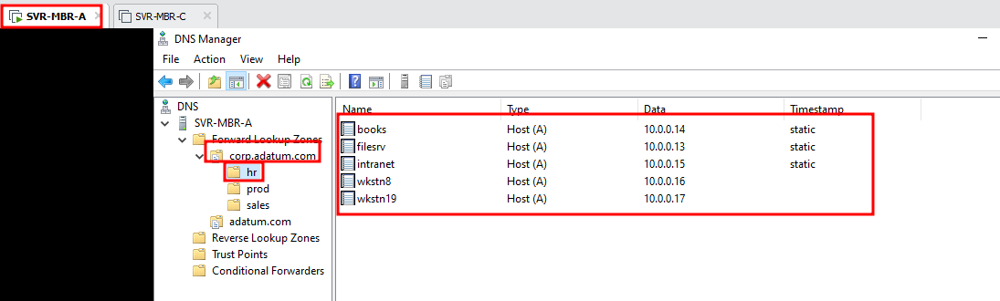 SVR-MBR-A SVR-MBR-C
DNS Manager
File Action View Help
DNS
SVR-MBR-A
Forward Lookup Zones
corp.adatum.com
hr
prod
sales
adatum.com
Reverse Lookup Zones
Trust Points
Conditional Forwarders
Name Type Data Timestamp
books Host (A) 10.0.0.14 static
filesrv Host (A) 10.0.0.13 static
intranet Host (A) 10.0.0.15 static
wkstn8 Host (A) 10.0.0.16
wkstn19 Host (A) 10.0.0.17